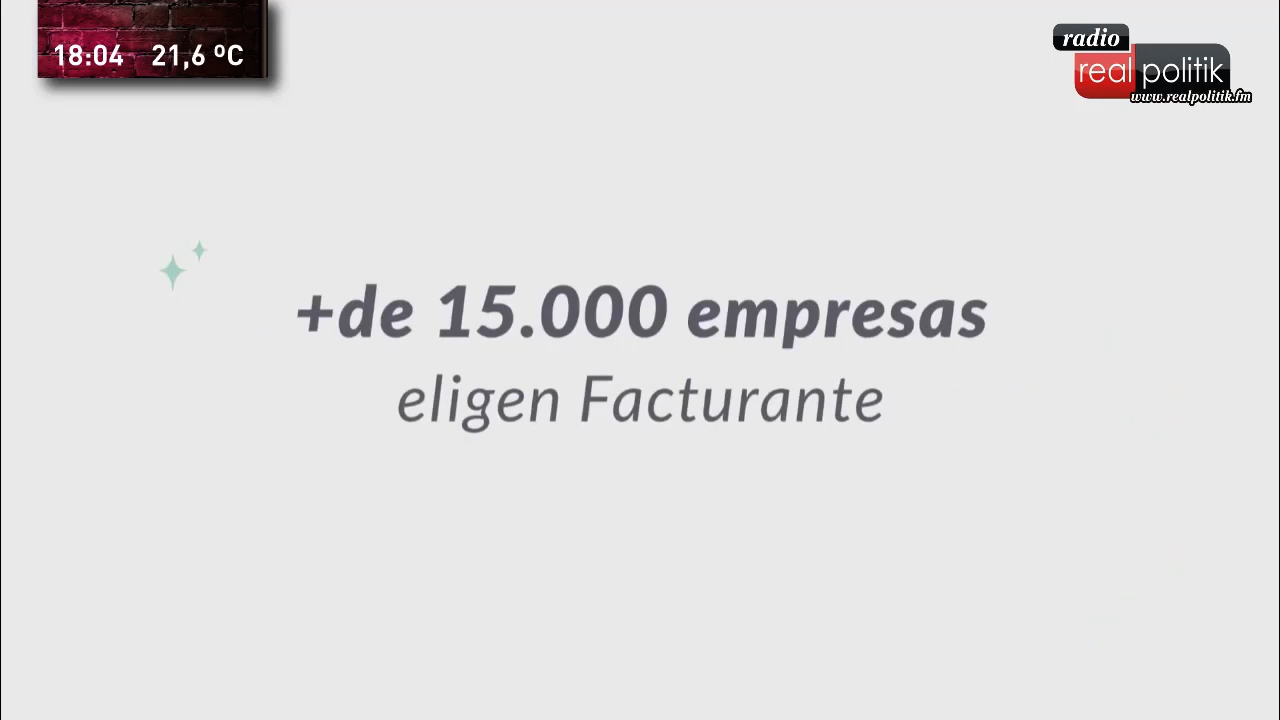 18:04 21,6 ºC
radio
real politik
www.realpolitik.fm
+de 15.000 empresas
eligen Facturante